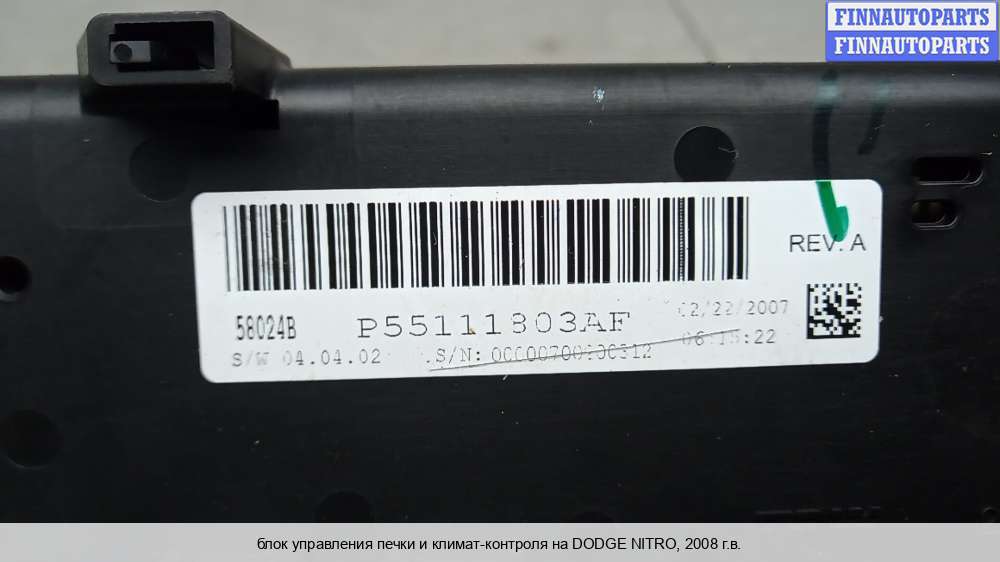 FINNAUTOPARTS
FINNAUTOPARTS
REV. A
58024B P55111803AF 02/22/2007
S/W 04.04.02 S/N: 06:15:22
блок управления печки и климат-контроля на DODGE NITRO, 2008 г.в.